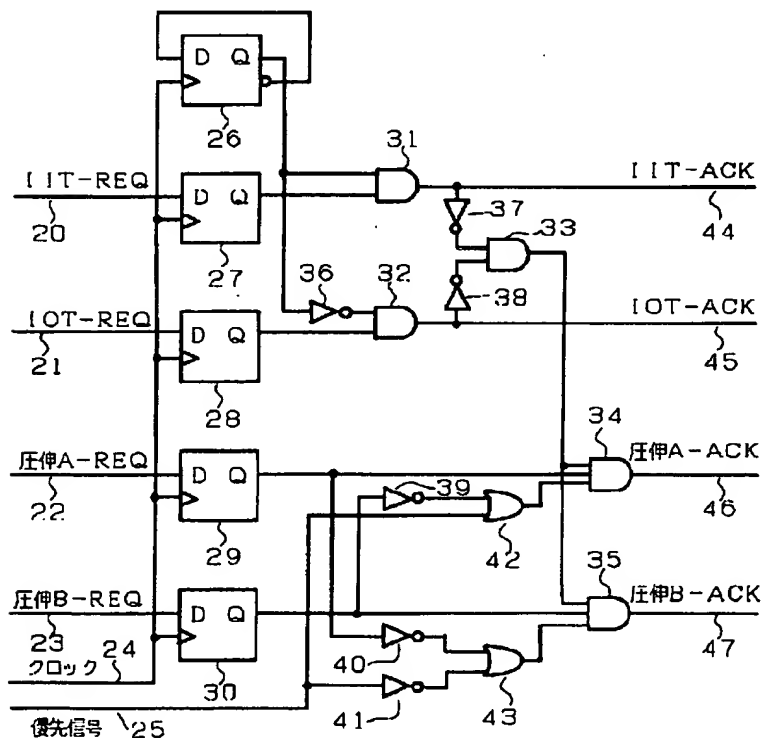 D Q
26
31
IIT-REQ
IIT-ACK
20
D Q
27
37
33
44
36
32
38
IOT-REQ
IOT-ACK
21
D Q
28
45
34
圧伸A-REQ
圧伸A-ACK
22
D Q
29
39
42
46
35
圧伸B-REQ
圧伸B-ACK
23
D Q
24
クロック
30
40
41
43
47
優先信号
25